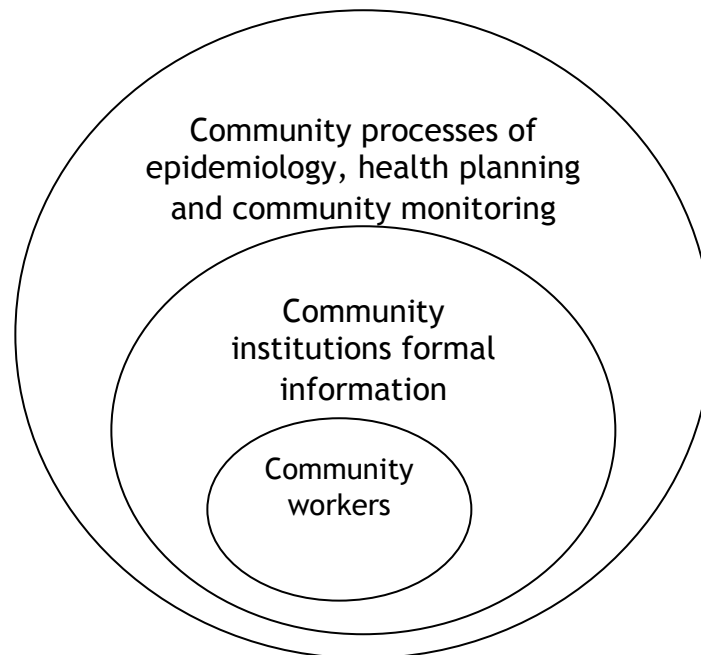 Community processes of
epidemiology, health planning
and community monitoring
Community
institutions formal
information
Community
workers